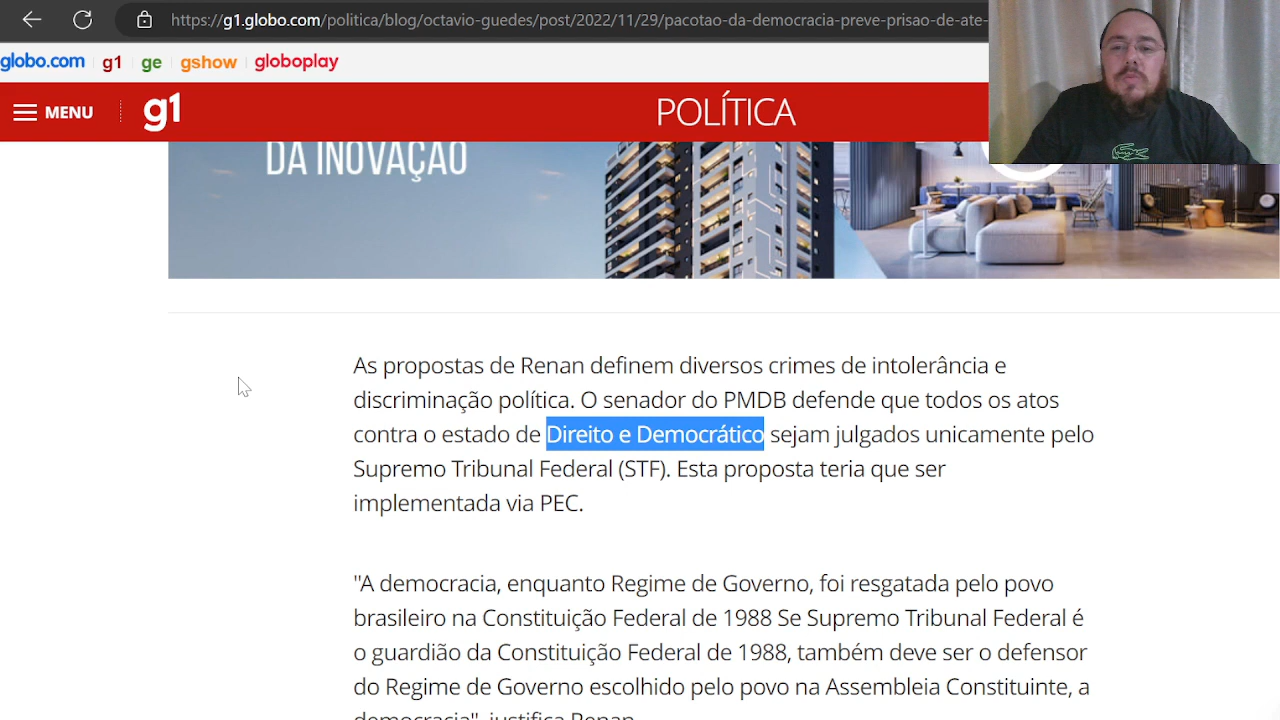 https://g1.globo.com/politica/blog/octavio-guedes/post/2022/11/29/pacotao-da-democracia-preve-prisao-de-ate-
globo.com g1 ge gshow globoplay
MENU g1 POLÍTICA
DA INOVAÇÃO
As propostas de Renan definem diversos crimes de intolerância e
discriminação política. O senador do PMDB defende que todos os atos
contra o estado de Direito e Democrático sejam julgados unicamente pelo
Supremo Tribunal Federal (STF). Esta proposta teria que ser
implementada via PEC.
"A democracia, enquanto Regime de Governo, foi resgatada pelo povo
brasileiro na Constituição Federal de 1988 Se Supremo Tribunal Federal é
o guardião da Constituição Federal de 1988, também deve ser o defensor
do Regime de Governo escolhido pelo povo na Assembleia Constituinte, a
democracia", justifica Renan.